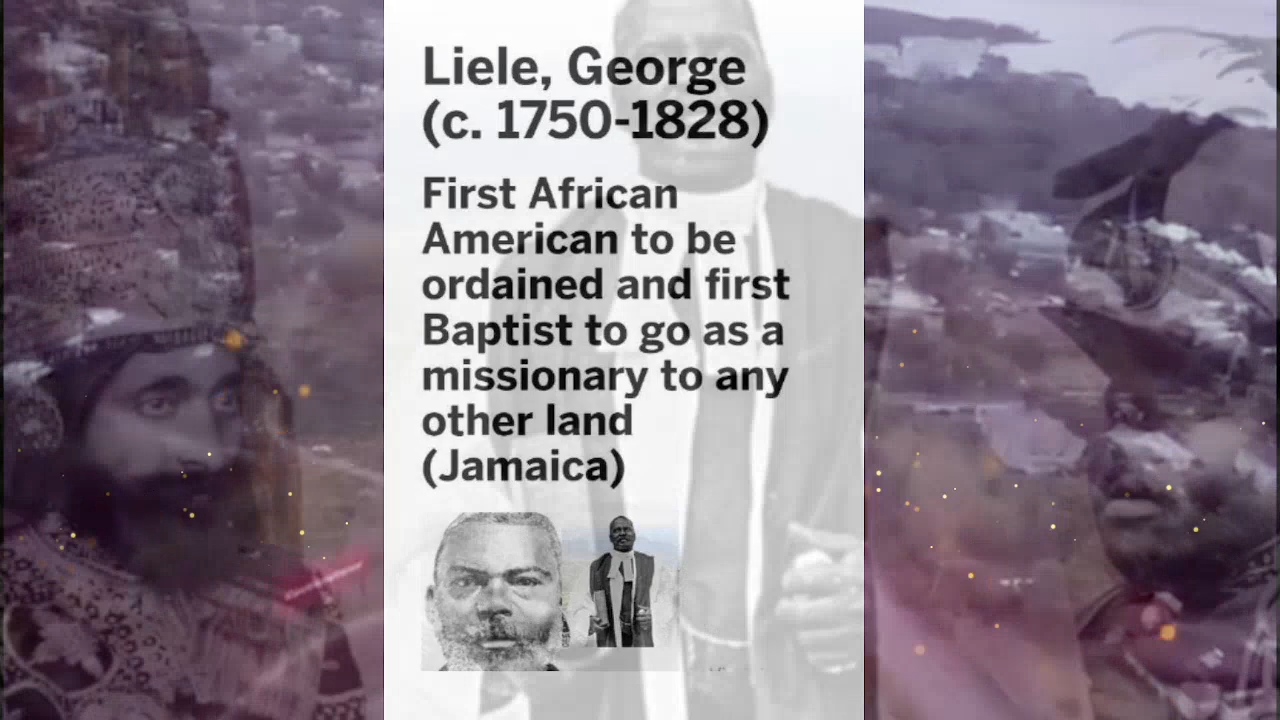 Liele, George
(c. 1750-1828)
First African
American to be
ordained and first
Baptist to go as a
missionary to any
other land
(Jamaica)